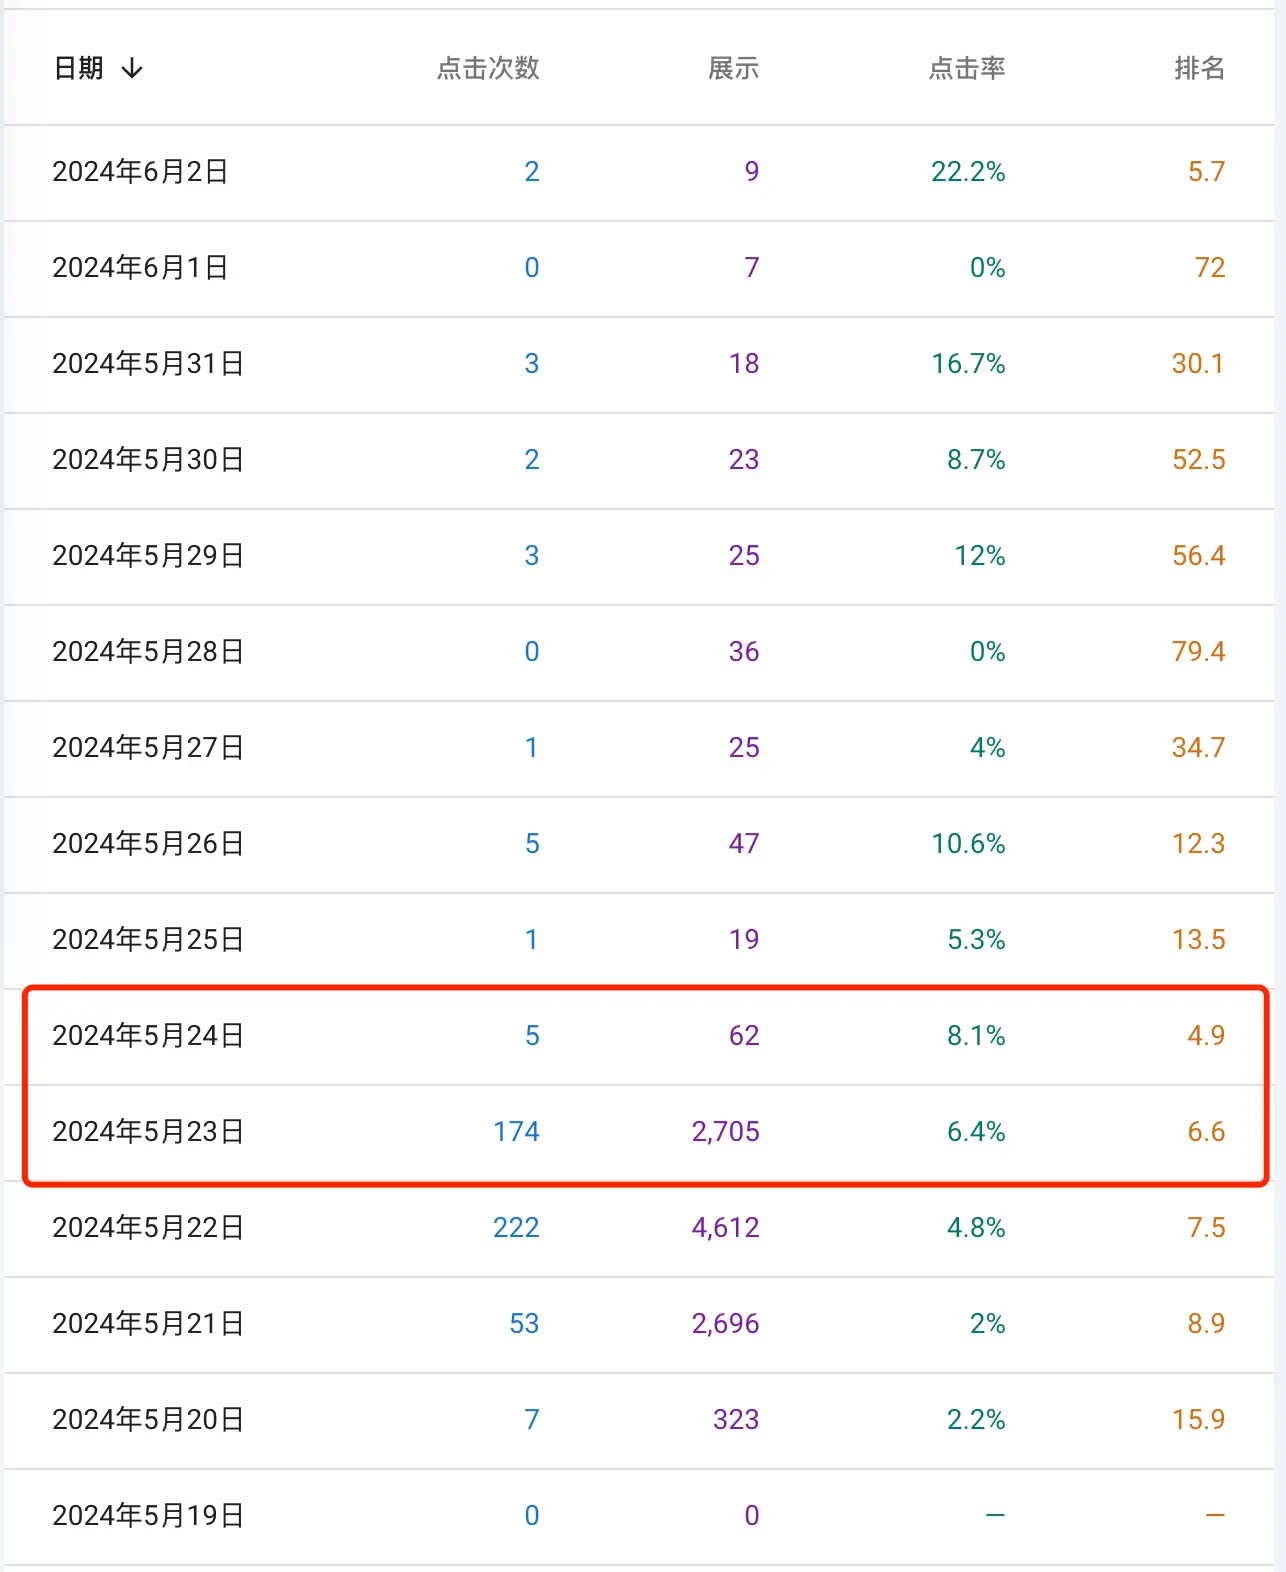 日期 ↓ 点击次数 展示 点击率 排名
2024年6月2日 2 9 22.2% 5.7
2024年6月1日 0 7 0% 72
2024年5月31日 3 18 16.7% 30.1
2024年5月30日 2 23 8.7% 52.5
2024年5月29日 3 25 12% 56.4
2024年5月28日 0 36 0% 79.4
2024年5月27日 1 25 4% 34.7
2024年5月26日 5 47 10.6% 12.3
2024年5月25日 1 19 5.3% 13.5
2024年5月24日 5 62 8.1% 4.9
2024年5月23日 174 2,705 6.4% 6.6
2024年5月22日 222 4,612 4.8% 7.5
2024年5月21日 53 2,696 2% 8.9
2024年5月20日 7 323 2.2% 15.9
2024年5月19日 0 0 — —